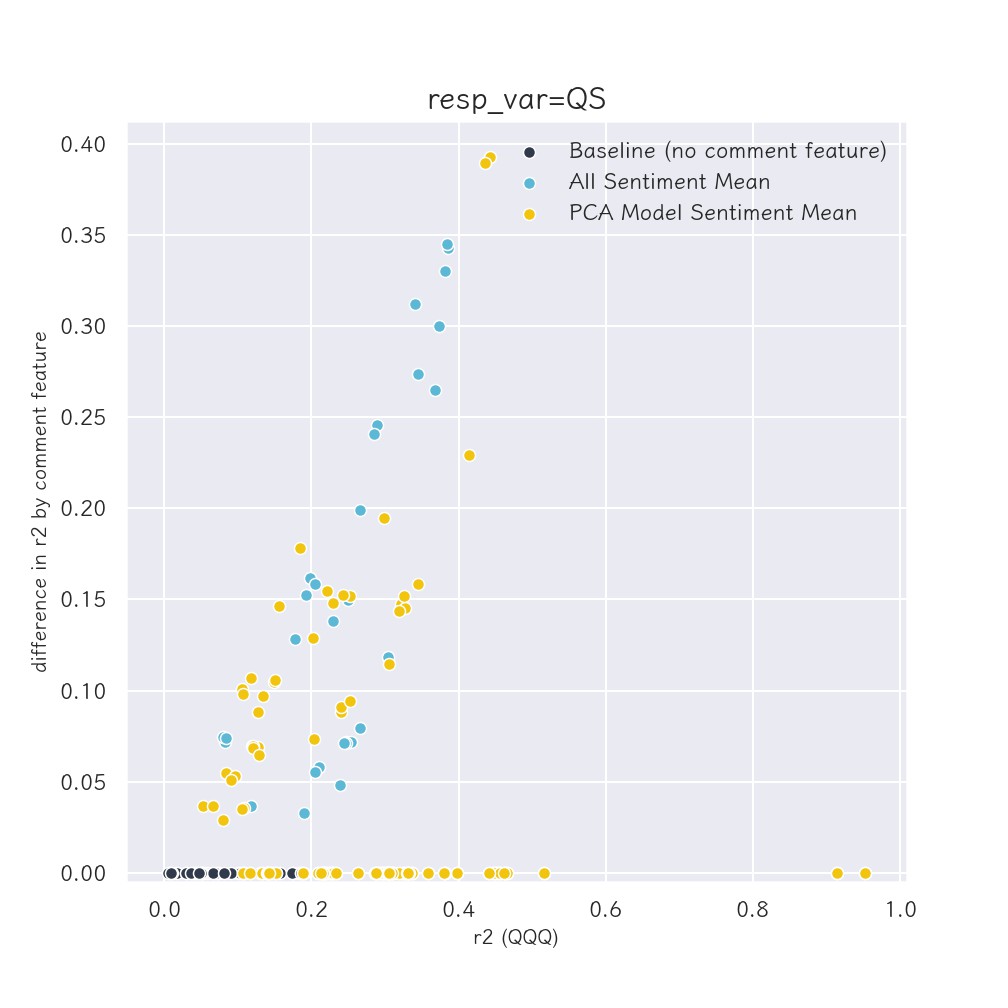 resp_var=QS
Baseline (no comment feature)
All Sentiment Mean
PCA Model Sentiment Mean
0.40
0.35
0.30
0.25
0.20
0.15
0.10
0.05
0.00
difference in r2 by comment feature
0.0 0.2 0.4 0.6 0.8 1.0
r2 (QQQ)